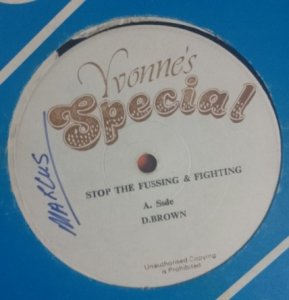 Yvonne's
Special
STOP THE FUSSING & FIGHTING
A. Side
D.BROWN
MARCUS
Unauthorised Copying
is Prohibited